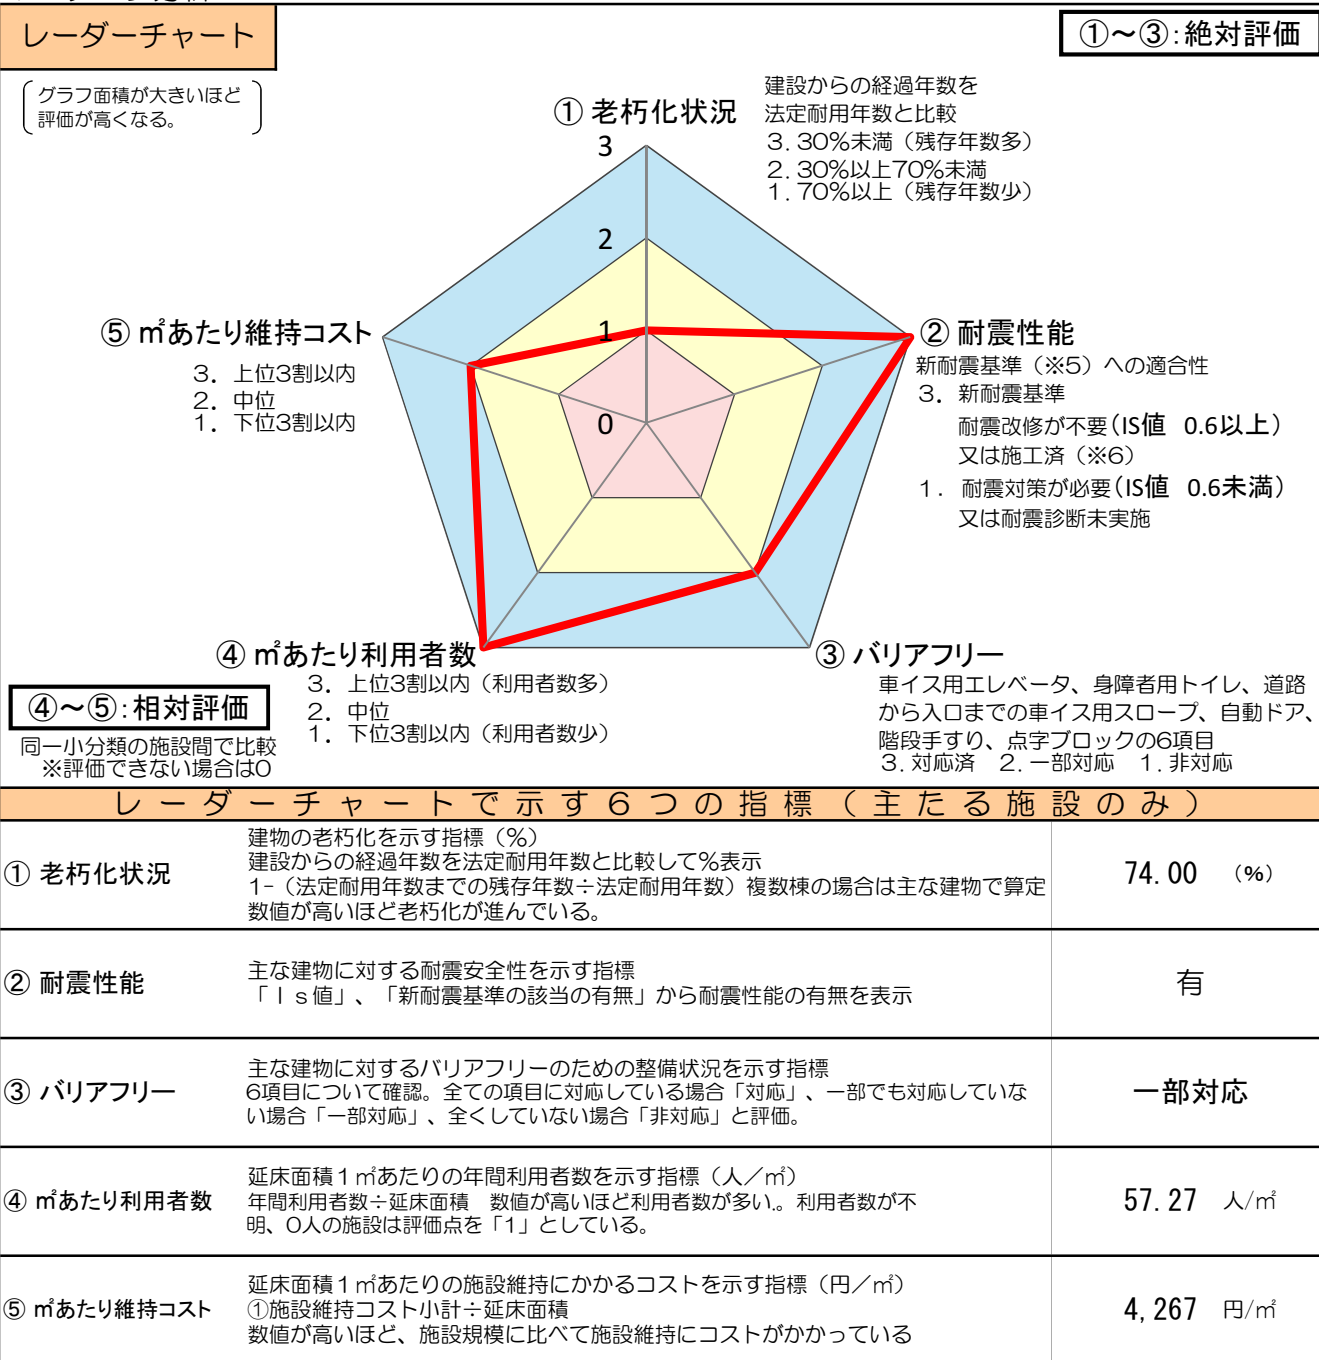 レーダーチャート
①～③:絶対評価
グラフ面積が大きいほど
評価が高くなる。
① 老朽化状況
建設からの経過年数を
法定耐用年数と比較
3. 30%未満（残存年数多）
2. 30%以上70%未満
1. 70%以上（残存年数少）
3
2
1
0
② 耐震性能
新耐震基準（※5）への適合性
3. 新耐震基準
耐震改修が不要(IS値 0.6以上)
又は施工済（※6）
1. 耐震対策が必要(IS値 0.6未満)
又は耐震診断未実施
⑤ ㎡あたり維持コスト
3. 上位3割以内
2. 中位
1. 下位3割以内
④ ㎡あたり利用者数
3. 上位3割以内（利用者数多）
2. 中位
1. 下位3割以内（利用者数少）
③ バリアフリー
車イス用エレベータ、身障者用トイレ、道路
から入口までの車イス用スロープ、自動ドア、
階段手すり、点字ブロックの6項目
3. 対応済 2. 一部対応 1. 非対応
④～⑤:相対評価
同一小分類の施設間で比較
※評価できない場合は0
レーダーチャートで示す6つの指標（主たる施設のみ）
① 老朽化状況
建物の老朽化を示す指標（%）
建設からの経過年数を法定耐用年数と比較して%表示
1-（法定耐用年数までの残存年数÷法定耐用年数）複数棟の場合は主な建物で算定
数値が高いほど老朽化が進んでいる。
74.00 (%)
② 耐震性能
主な建物に対する耐震安全性を示す指標
「Ｉｓ値」、「新耐震基準の該当の有無」から耐震性能の有無を表示
有
③ バリアフリー
主な建物に対するバリアフリーのための整備状況を示す指標
6項目について確認。全ての項目に対応している場合「対応」、一部でも対応していな
い場合「一部対応」、全くしていない場合「非対応」と評価。
一部対応
④ ㎡あたり利用者数
延床面積１㎡あたりの年間利用者数を示す指標（人／㎡）
年間利用者数÷延床面積 数値が高いほど利用者数が多い。利用者数が不
明、0人の施設は評価点を「1」としている。
57.27 人/㎡
⑤ ㎡あたり維持コスト
延床面積１㎡あたりの施設維持にかかるコストを示す指標（円／㎡）
①施設維持コスト小計÷延床面積
数値が高いほど、施設規模に比べて施設維持にコストがかかっている
4,267 円/㎡